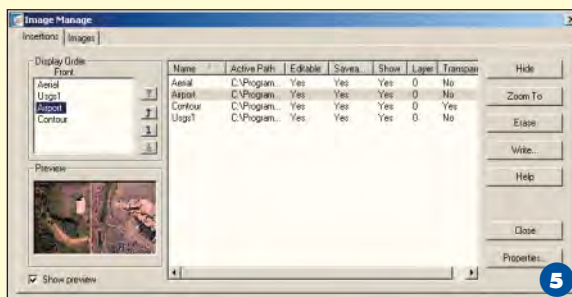 Image Manage
Insertions Images
Display Order
Front
Aerial
Usgs1
Airport
Contour
Preview
Show preview
Name Active Path Editable Savea... Show Layer Transpar
Aerial C:\Program... Yes Yes Yes 0 No
Airport C:\Program... Yes Yes Yes 0 No
Contour C:\Program... Yes Yes Yes 0 Yes
Usgs1 C:\Program... Yes Yes Yes 0 No
Hide
Zoom To
Erase
Write...
Help
Close
Properties...
5